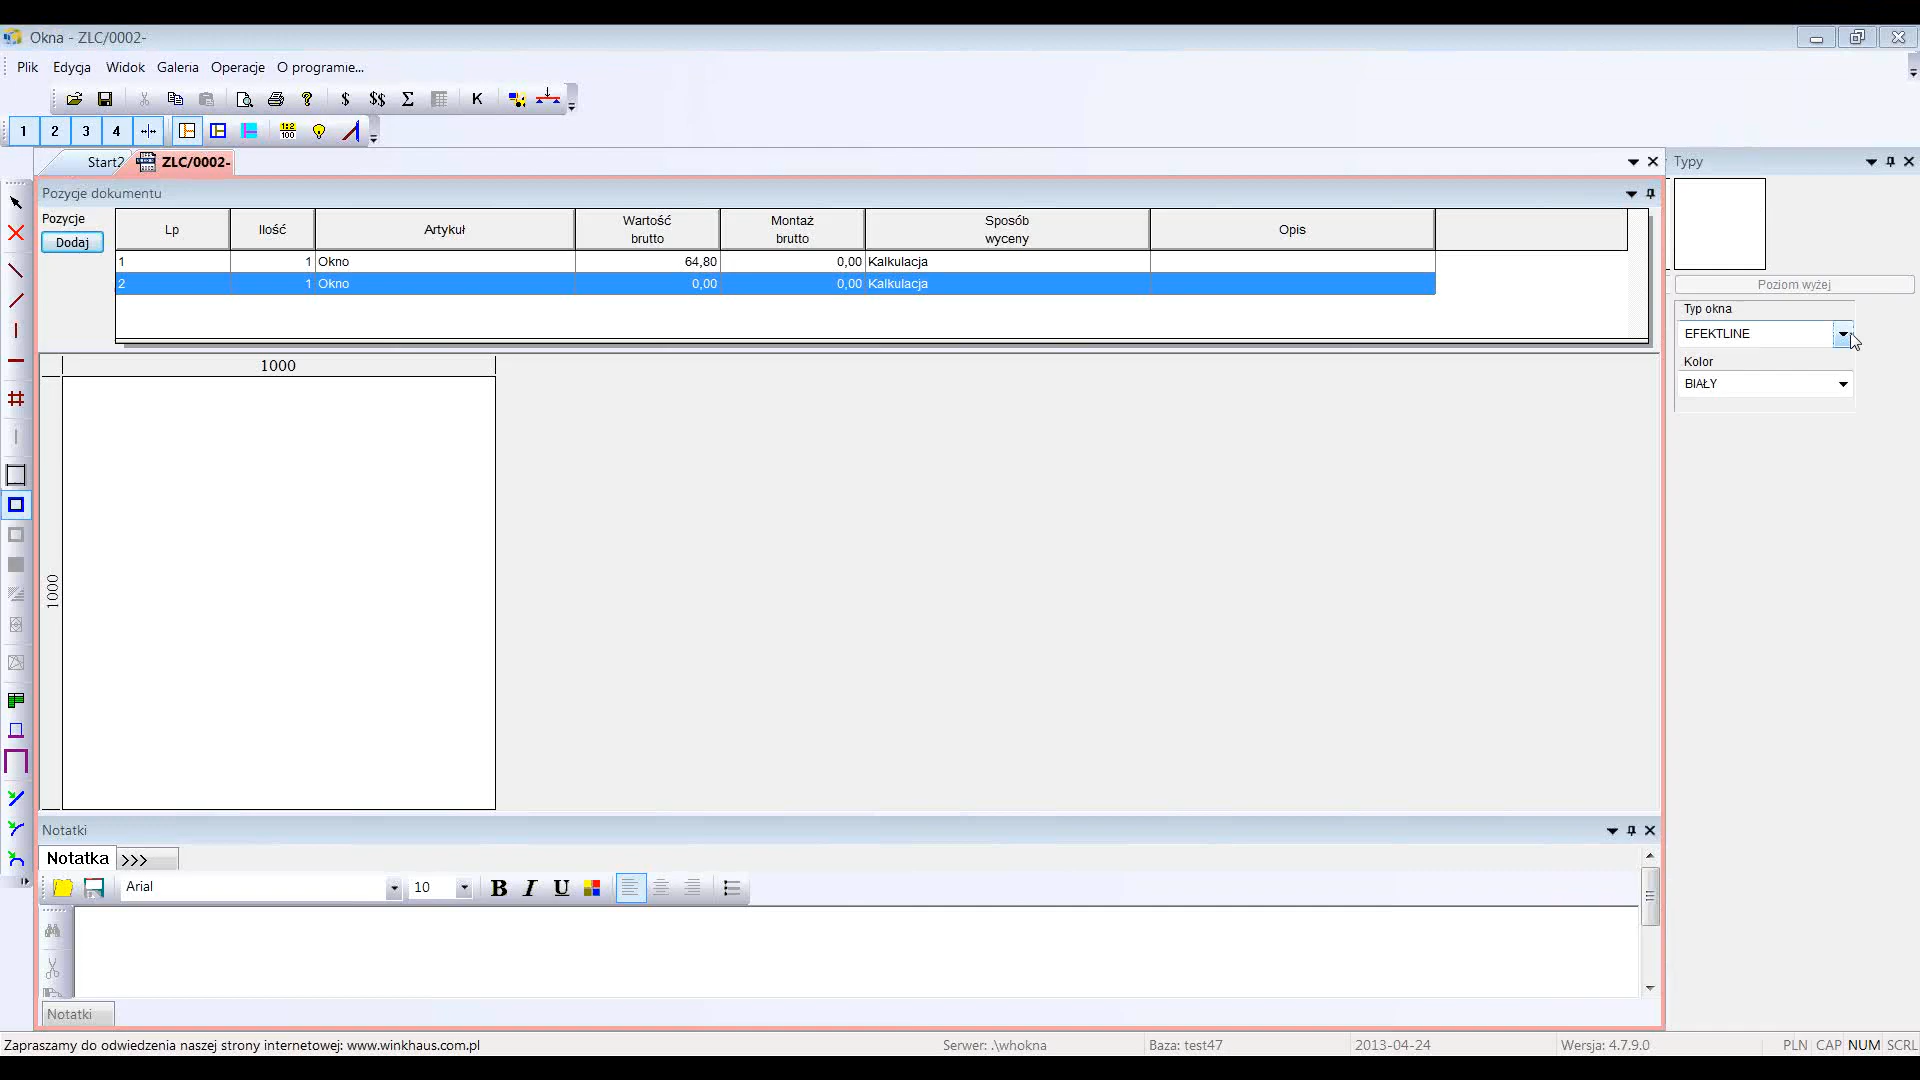 Okna - ZLC/0002-
Plik Edycja Widok Galeria Operacje O programie...
? $ $$ Σ K
1 2 3 4 1:2 100
Start2 ZLC/0002-
Typy
Pozycje dokumentu
Pozycje
Dodaj
Lp Ilość Artykuł Wartość brutto Montaż brutto Sposób wyceny Opis
1 1 Okno 64,80 0,00 Kalkulacja
2 1 Okno 0,00 0,00 Kalkulacja
Poziom wyżej
Typ okna
EFEKTLINE
Kolor
BIAŁY
1000
1000
Notatki
Notatka >>>
Arial 10 B I U
Notatki
Zapraszamy do odwiedzenia naszej strony internetowej: www.winkhaus.com.pl Serwer: .\whokna Baza: test47 2013-04-24 Wersja: 4.7.9.0 PLN CAP NUM SCRL